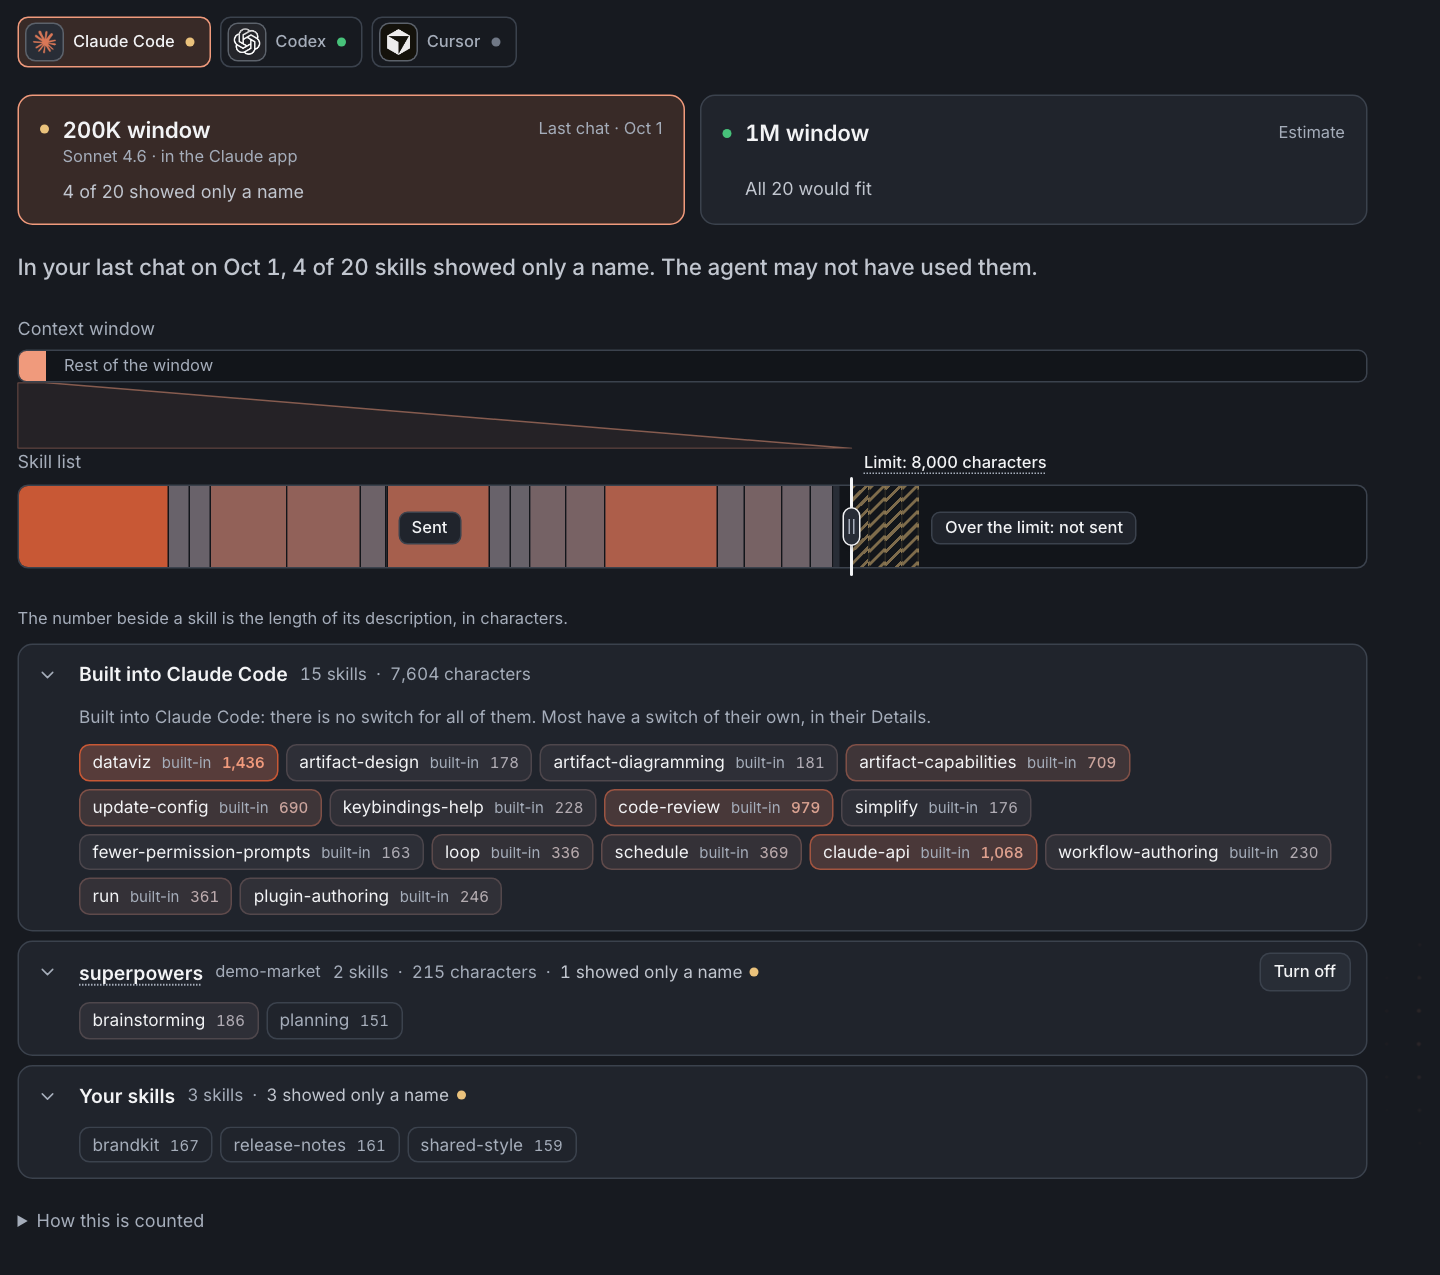 Claude Code
Codex
Cursor
200K window
Last chat · Oct 1
Sonnet 4.6 · in the Claude app
4 of 20 showed only a name
1M window
Estimate
All 20 would fit
In your last chat on Oct 1, 4 of 20 skills showed only a name. The agent may not have used them.
Context window
Rest of the window
Skill list
Limit: 8,000 characters
Sent
Over the limit: not sent
The number beside a skill is the length of its description, in characters.
Built into Claude Code 15 skills · 7,604 characters
Built into Claude Code: there is no switch for all of them. Most have a switch of their own, in their Details.
dataviz built-in 1,436 artifact-design built-in 178 artifact-diagramming built-in 181 artifact-capabilities built-in 709
update-config built-in 690 keybindings-help built-in 228 code-review built-in 979 simplify built-in 176
fewer-permission-prompts built-in 163 loop built-in 336 schedule built-in 369 claude-api built-in 1,068 workflow-authoring built-in 230
run built-in 361 plugin-authoring built-in 246
superpowers demo-market 2 skills · 215 characters · 1 showed only a name
Turn off
brainstorming 186 planning 151
Your skills 3 skills · 3 showed only a name
brandkit 167 release-notes 161 shared-style 159
How this is counted